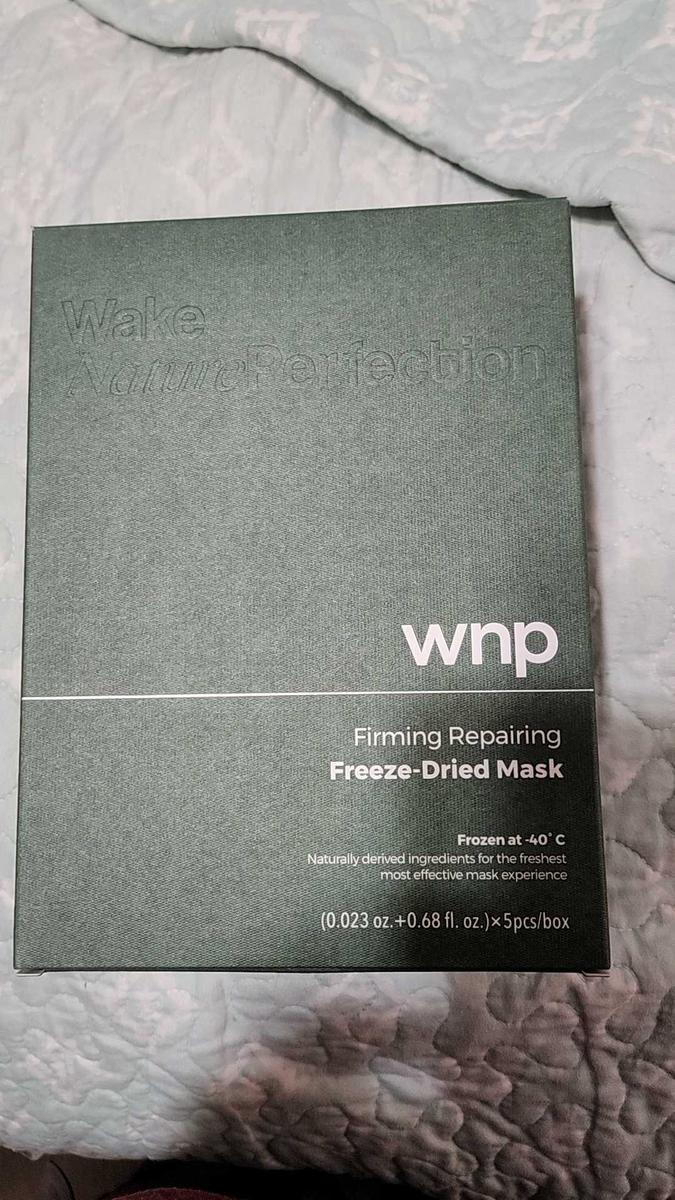 Wake
NaturePerfection
wnp
Firming Repairing
Freeze-Dried Mask
Frozen at -40° C
Naturally derived ingredients for the freshest
most effective mask experience
(0.023 oz.+0.68 fl. oz.)×5pcs/box